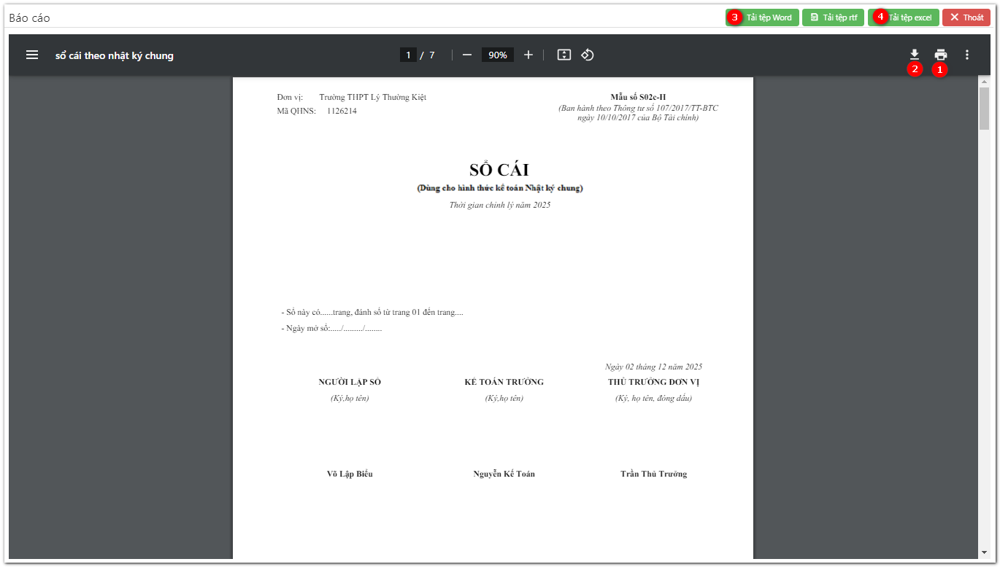 Báo cáo
3 Tải tệp Word
Tải tệp rtf
4 Tải tệp excel
Thoát
sổ cái theo nhật ký chung
1 / 7
90%
2
1
Đơn vị: Trường THPT Lý Thường Kiệt
Mã QHNS: 1126214
Mẫu số S02c-H
(Ban hành theo Thông tư số 107/2017/TT-BTC
ngày 10/10/2017 của Bộ Tài chính)
SỔ CÁI
(Dùng cho hình thức kế toán Nhật ký chung)
Thời gian chỉnh lý năm 2025
- Sổ này có......trang, đánh số từ trang 01 đến trang....
- Ngày mở sổ:...../........./........
Ngày 02 tháng 12 năm 2025
NGƯỜI LẬP SỔ
KẾ TOÁN TRƯỞNG
THỦ TRƯỞNG ĐƠN VỊ
(Ký,họ tên)
(Ký,họ tên)
(Ký, họ tên, đóng dấu)
Võ Lập Biểu
Nguyễn Kế Toán
Trần Thủ Trưởng